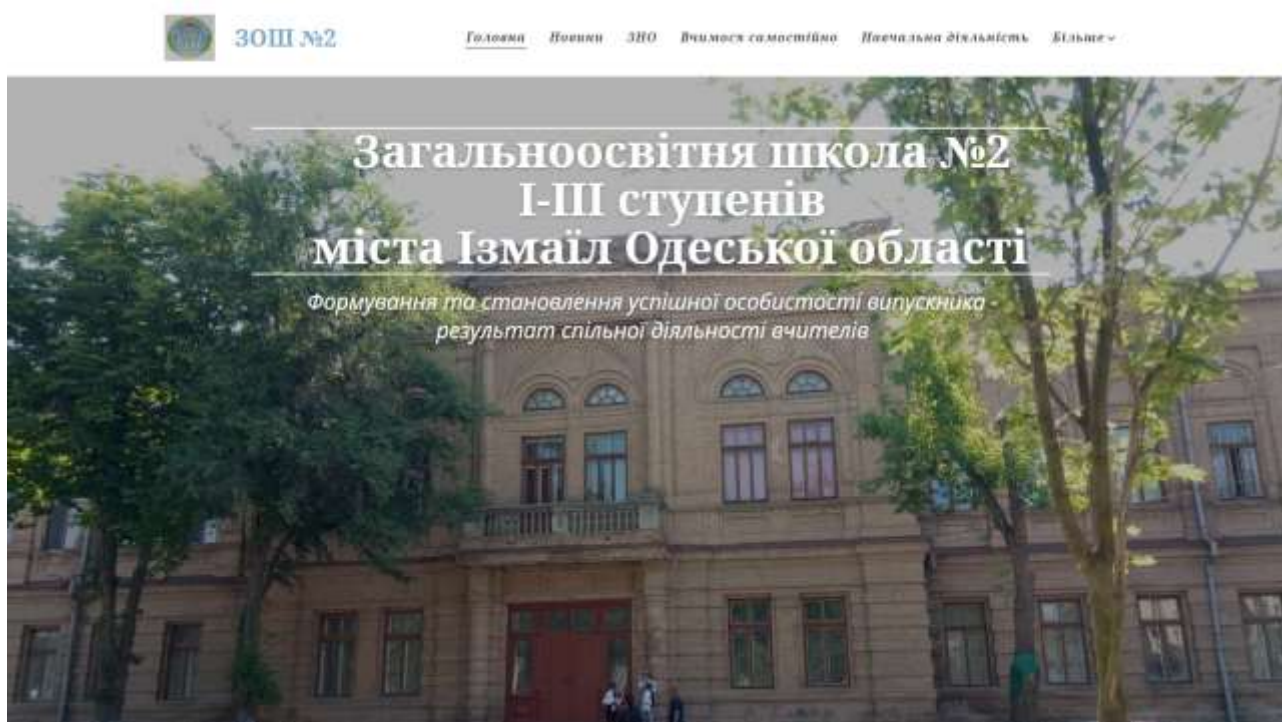 ЗОШ №2
Головна Новини ЗНО Вчимося самостійно Навчальна діяльність Більше
Загальноосвітня школа №2
І-ІІІ ступенів
міста Ізмаїл Одеської області
Формування та становлення успішної особистості випускника -
результат спільної діяльності вчителів